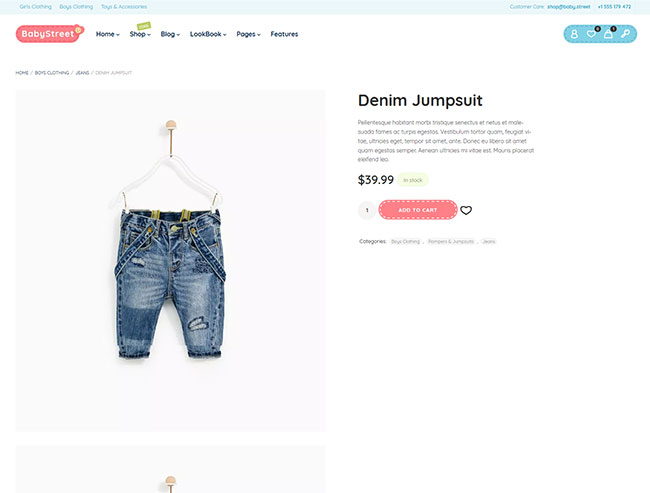 Girls Clothing Boys Clothing Toys & Accessories Customer Care: shop@baby.street +1 555 179 472
BabyStreet Home Shop Blog LookBook Pages Features
HOME / BOYS CLOTHING / JEANS / DENIM JUMPSUIT
Denim Jumpsuit
Pellentesque habitant morbi tristique senectus et netus et male-
suada fames ac turpis egestas. Vestibulum tortor quam, feugiat vi-
tae, ultricies eget, tempor sit amet, ante. Donec eu libero sit amet
quam egestas semper. Aenean ultricies mi vitae est. Mauris placerat
eleifend leo.
$39.99 In stock
1 ADD TO CART
Categories: Boys Clothing , Rompers & Jumpsuits , Jeans